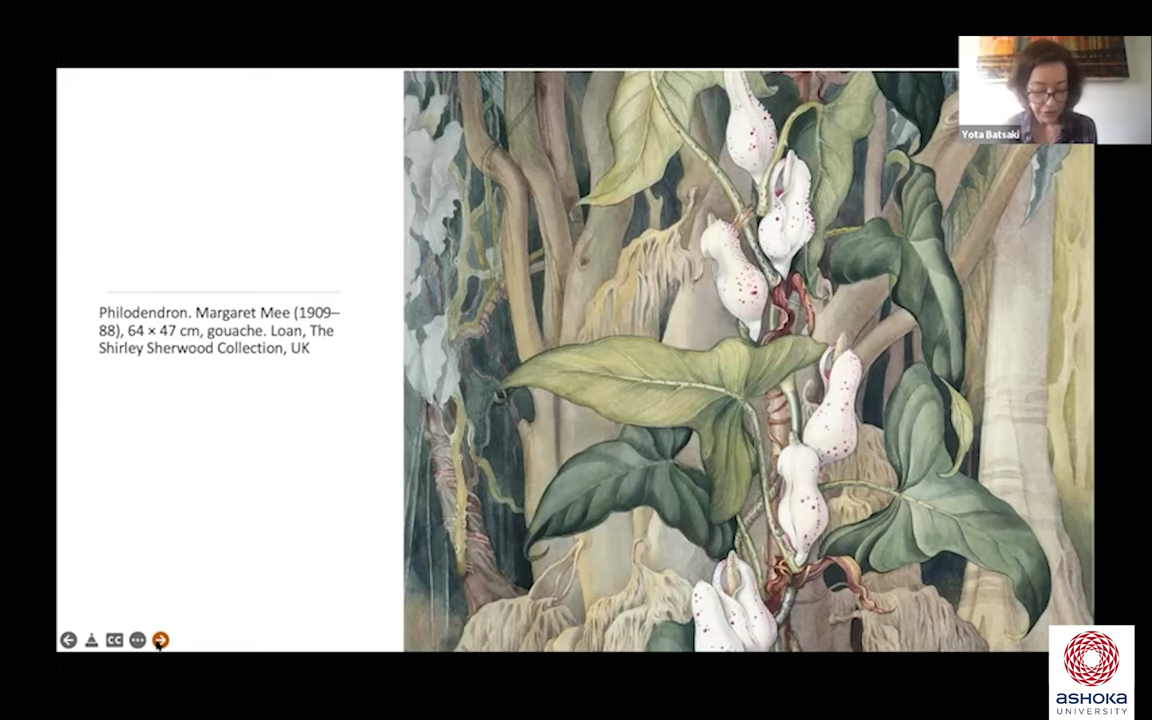 Yota Batsaki
Philodendron. Margaret Mee (1909–
88), 64 × 47 cm, gouache. Loan, The
Shirley Sherwood Collection, UK
CC
ASHOKA
UNIVERSITY